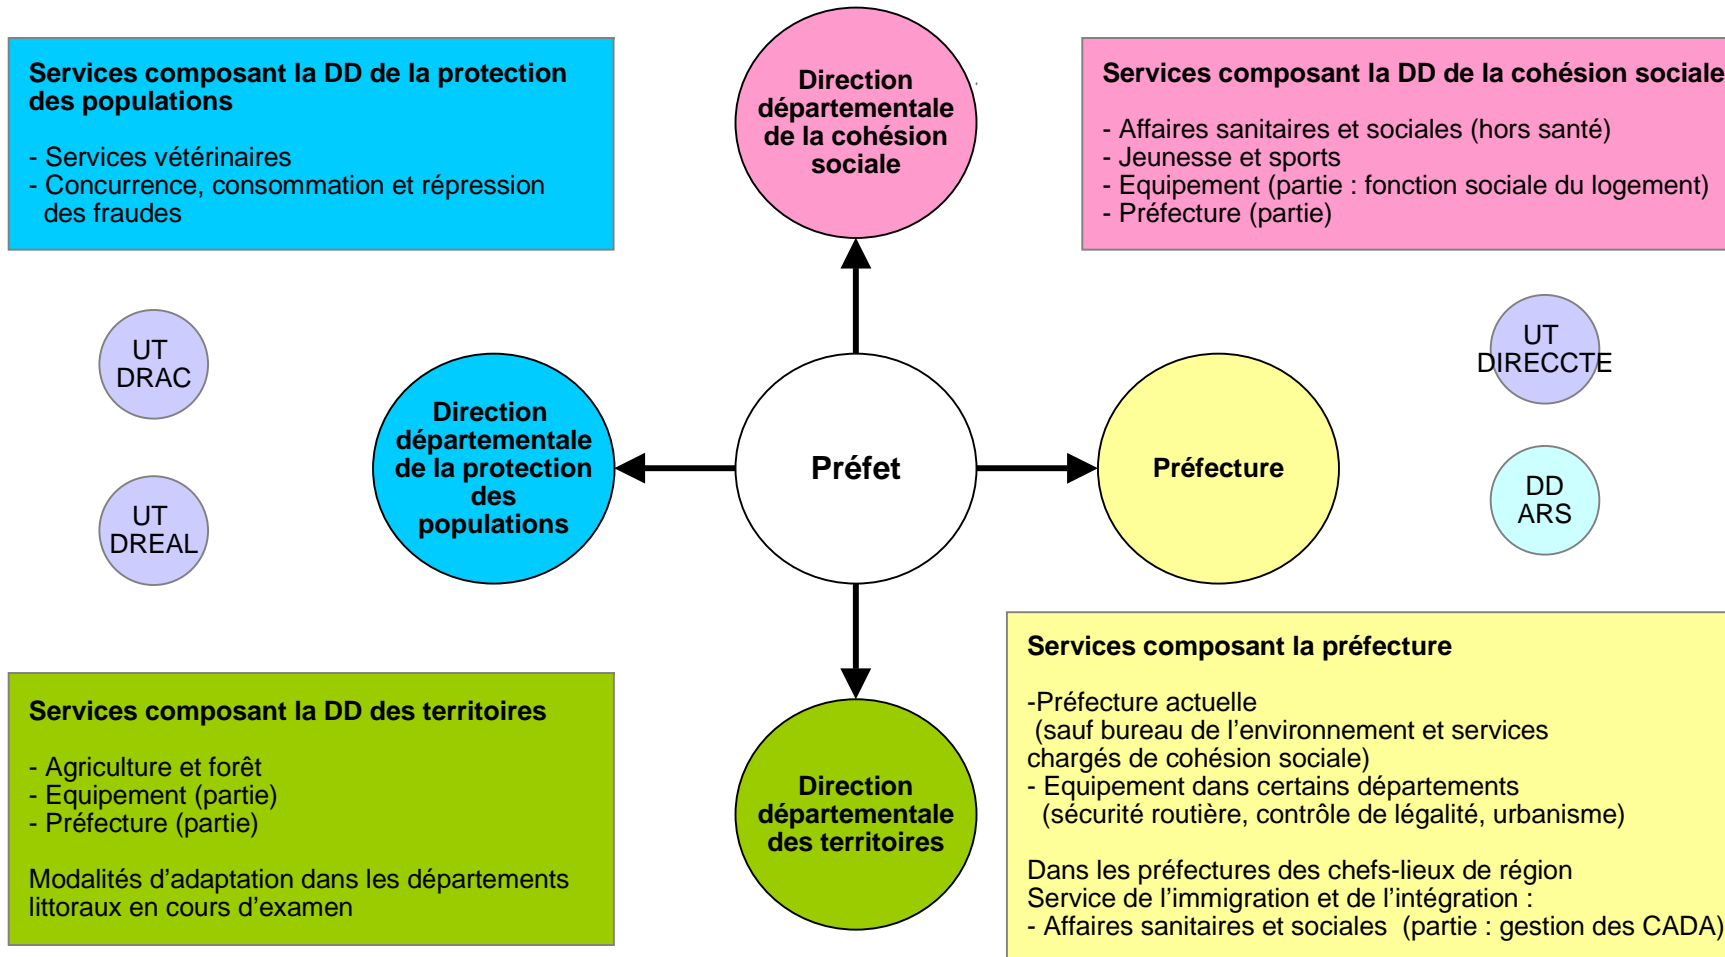 Services composant la DD de la protection
des populations
- Services vétérinaires
- Concurrence, consommation et répression
des fraudes
Direction
départementale
de la cohésion
sociale
Services composant la DD de la cohésion sociale
- Affaires sanitaires et sociales (hors santé)
- Jeunesse et sports
- Equipement (partie : fonction sociale du logement)
- Préfecture (partie)
UT
DRAC
UT
DREAL
Direction
départementale
de la protection
des
populations
Préfet
Préfecture
UT
DIRECCTE
DD
ARS
Services composant la DD des territoires
- Agriculture et forêt
- Equipement (partie)
- Préfecture (partie)
Modalités d'adaptation dans les départements
littoraux en cours d'examen
Direction
départementale
des territoires
Services composant la préfecture
-Préfecture actuelle
(sauf bureau de l'environnement et services
chargés de cohésion sociale)
- Equipement dans certains départements
(sécurité routière, contrôle de légalité, urbanisme)
Dans les préfectures des chefs-lieux de région
Service de l'immigration et de l'intégration :
- Affaires sanitaires et sociales (partie : gestion des CADA)